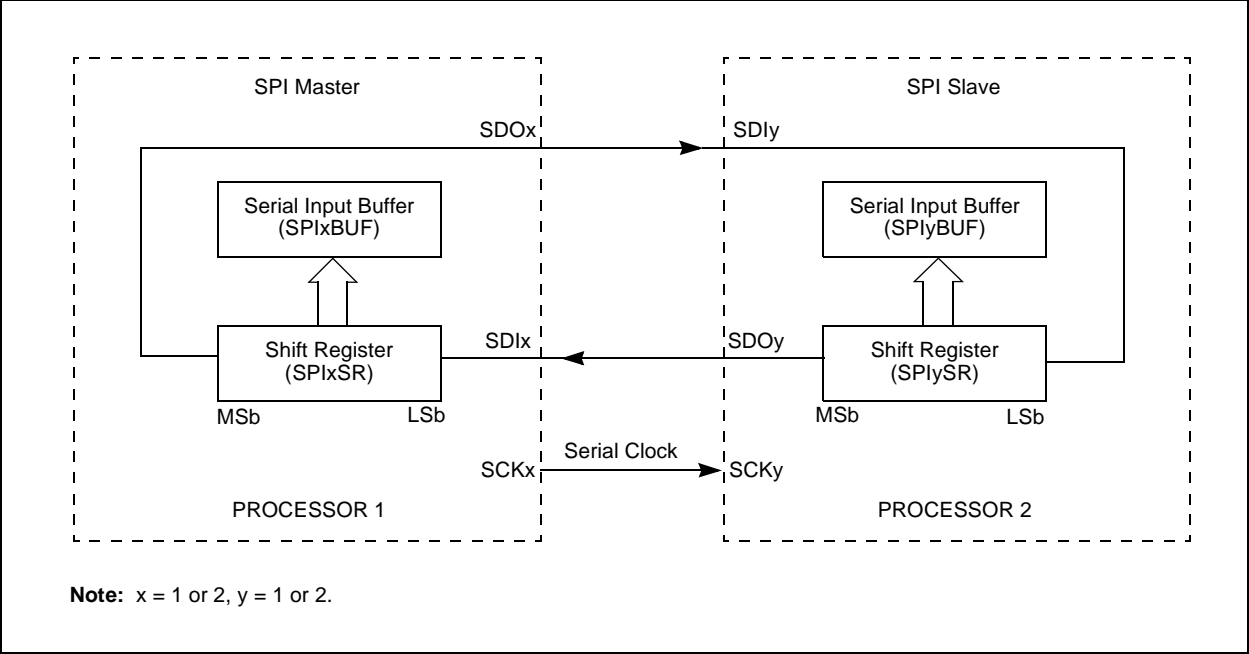 SPI Master
SPI Slave
SDOx
SDIy
Serial Input Buffer
(SPIxBUF)
Serial Input Buffer
(SPIyBUF)
SDIx
SDOy
Shift Register
(SPIxSR)
Shift Register
(SPIySR)
MSb
LSb
MSb
LSb
Serial Clock
SCKx
SCKy
PROCESSOR 1
PROCESSOR 2
Note: x = 1 or 2, y = 1 or 2.